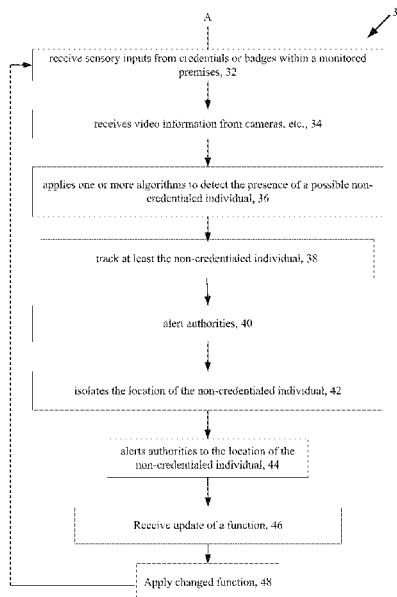 3
A
receive sensory inputs from credentials or badges within a monitored
premises, 32
receives video information from cameras, etc., 34
applies one or more algorithms to detect the presence of a possible non-
credentialed individual,
36
track at least the non-credentialed individual, 38
alert authorities, 40
isolates the location of the non-credentialed individual, 42
alerts authorities to the location of the
non-credentialed individual, 44
Receive update of a function, 46
Apply changed function, 48